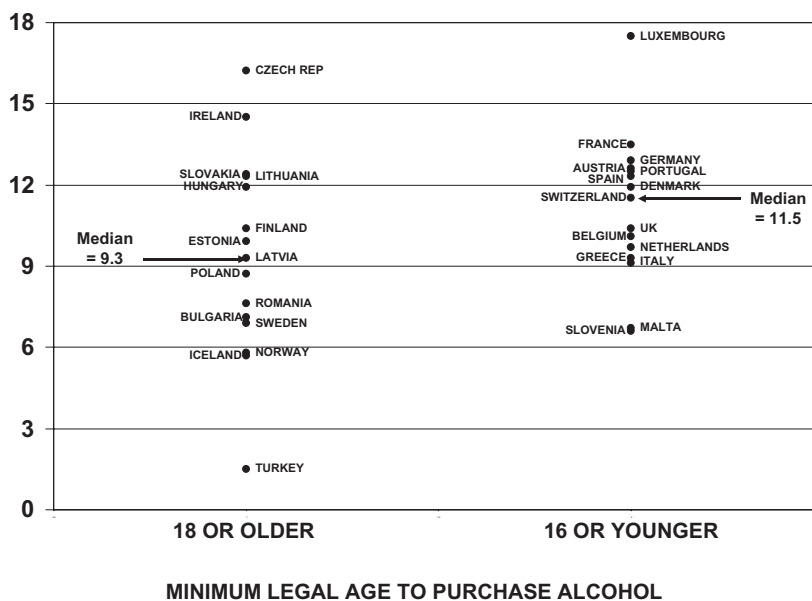 18
LUXEMBOURG
CZECH REP
15
IRELAND
FRANCE
GERMANY
AUSTRIA
PORTUGAL
SLOVAKIA
LITHUANIA
SPAIN
12
HUNGARY
DENMARK
SWITZERLAND
Median
= 11.5
FINLAND
UK
Median
= 9.3
ESTONIA
BELGIUM
NETHERLANDS
LATVIA
GREECE
ITALY
9
POLAND
ROMANIA
BULGARIA
SWEDEN
SLOVENIA
MALTA
6
ICELAND
NORWAY
3
TURKEY
0
18 OR OLDER
16 OR YOUNGER
MINIMUM LEGAL AGE TO PURCHASE ALCOHOL